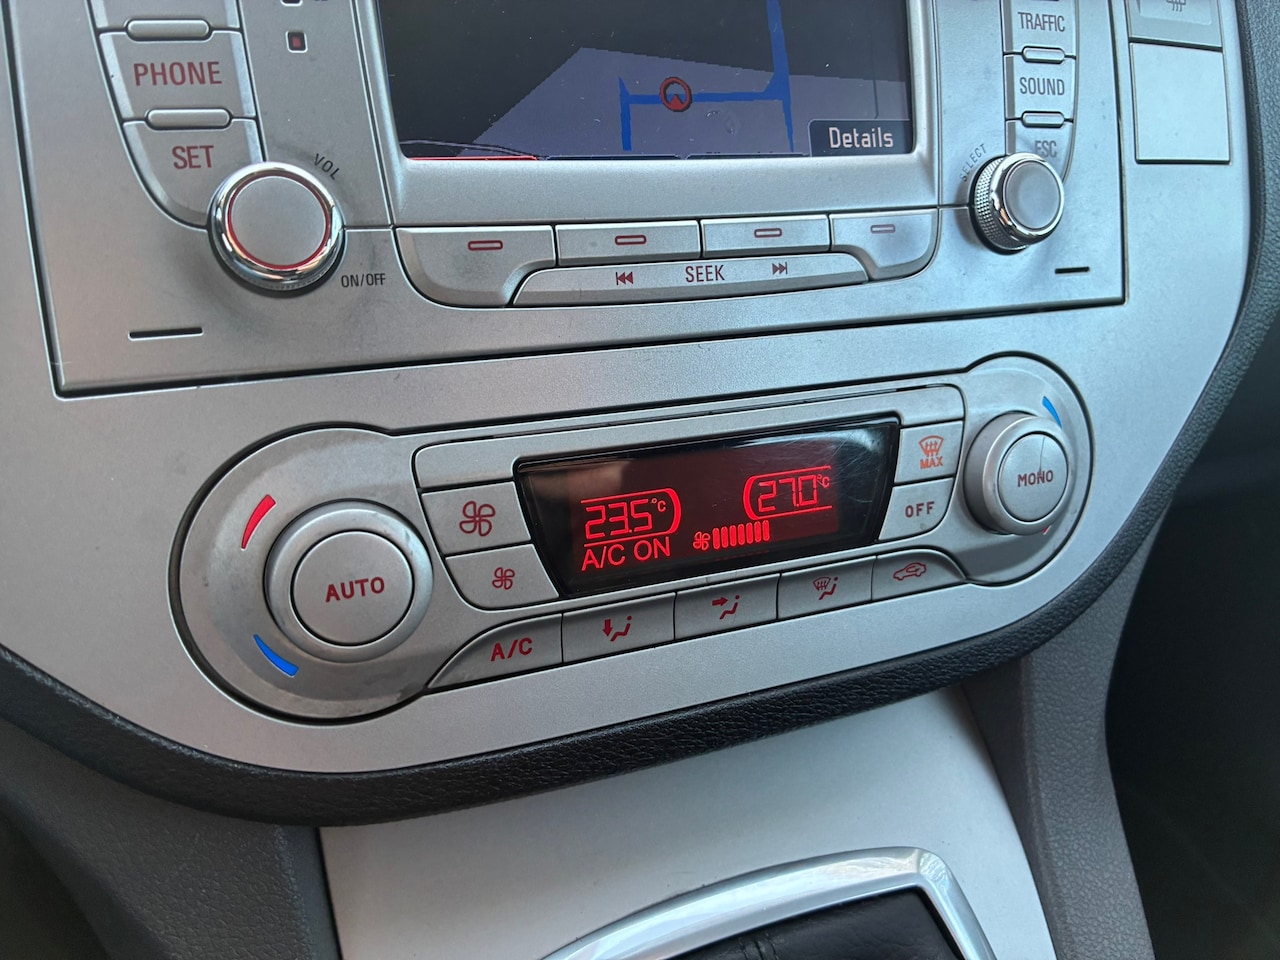 PHONE
SET
VOL
ON/OFF
Details
TRAFFIC
SOUND
ESC
SELECT
SEEK
AUTO
23.5°C
27.0°C
A/C ON
MAX
OFF
MONO
A/C